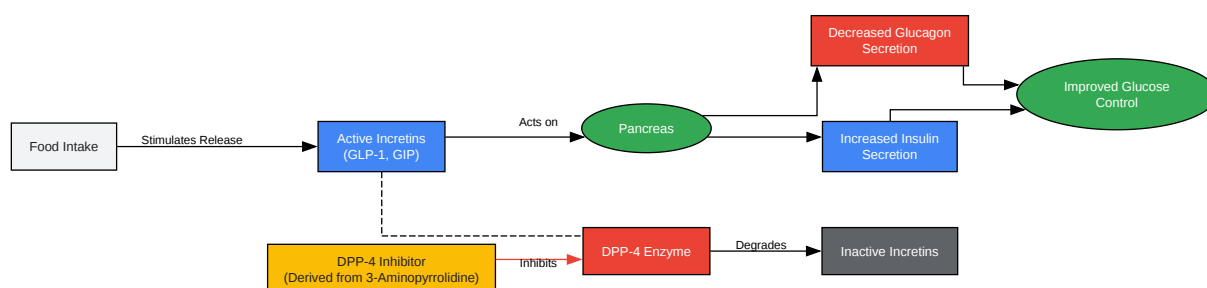 Decreased Glucagon
Secretion
Improved Glucose
Control
Food Intake
Stimulates Release
Active Incretins
(GLP-1, GIP)
Acts on
Pancreas
Increased Insulin
Secretion
DPP-4 Inhibitor
(Derived from 3-Aminopyrrolidine)
Inhibits
DPP-4 Enzyme
Degrades
Inactive Incretins